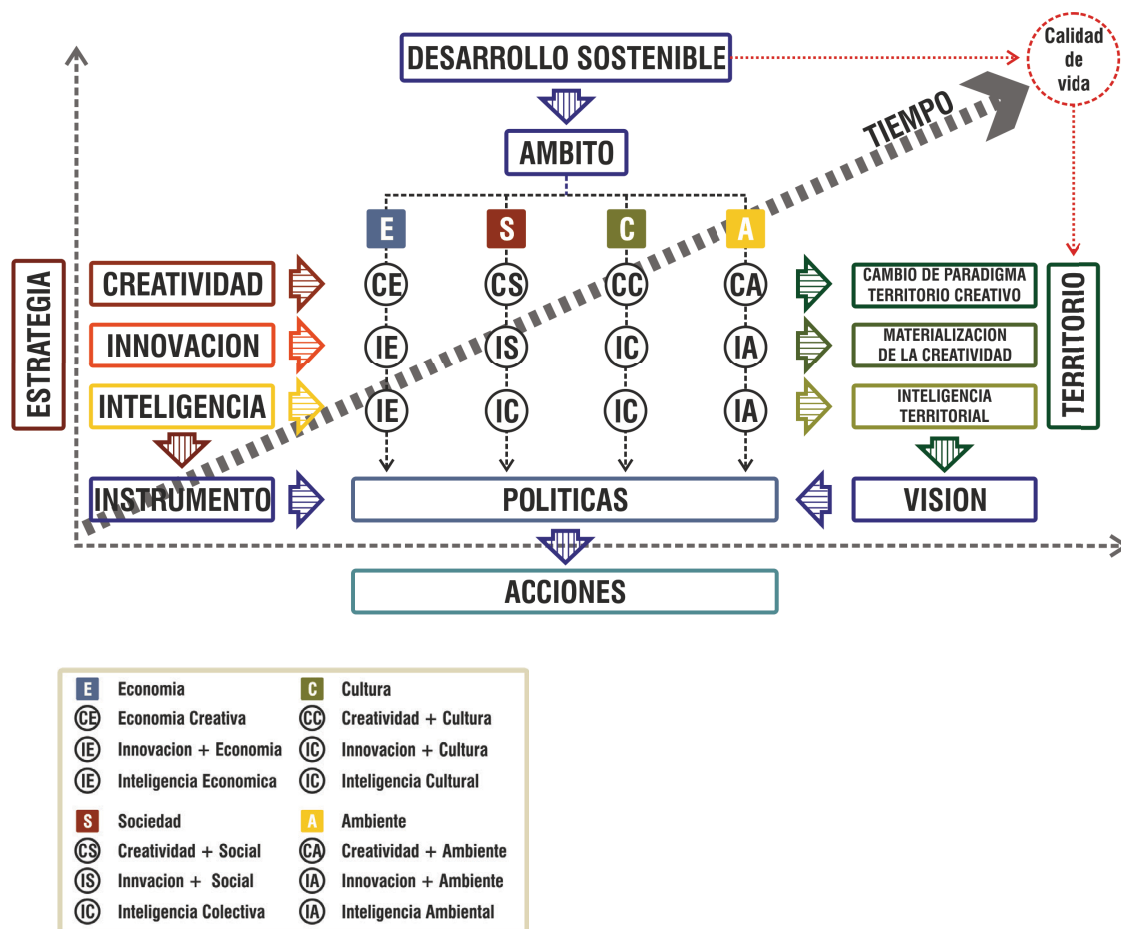 DESARROLLO SOSTENIBLE
Calidad
de
vida
TIEMPO
AMBITO
E
S
C
A
ESTRATEGIA
CREATIVIDAD
CE
CS
CC
CA
CAMBIO DE PARADIGMA
TERRITORIO CREATIVO
TERRITORIO
INNOVACION
IE
IS
IC
IA
MATERIALIZACION
DE LA CREATIVIDAD
INTELIGENCIA
IE
IC
IC
IA
INTELIGENCIA
TERRITORIAL
INSTRUMENTO
POLITICAS
VISION
ACCIONES
E Economia
CE Economia Creativa
IE Innovacion + Economia
IE Inteligencia Economica
S Sociedad
CS Creatividad + Social
IS Innvacion + Social
IC Inteligencia Colectiva
C Cultura
CC Creatividad + Cultura
IC Innovacion + Cultura
IC Inteligencia Cultural
A Ambiente
CA Creatividad + Ambiente
IA Innovacion + Ambiente
IA Inteligencia Ambiental